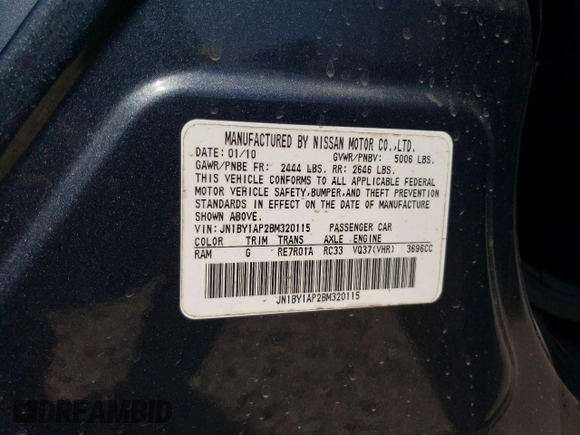 MANUFACTURED BY NISSAN MOTOR CO.,LTD.
DATE: 01/10 GVWR/PNBV: 5006 LBS.
GAWR/PNBE FR: 2444 LBS. RR: 2646 LBS.
THIS VEHICLE CONFORMS TO ALL APPLICABLE FEDERAL
MOTOR VEHICLE SAFETY,BUMPER,AND THEFT PREVENTION
STANDARDS IN EFFECT ON THE DATE OF MANUFACTURE
SHOWN ABOVE.
VIN: JN1BY1AP2BM320115 PASSENGER CAR
COLOR TRIM TRANS AXLE ENGINE
RAM G RE7R01A RC33 VQ37(VHR) 3696CC
JN1BY1AP2BM320115
DREAMBID